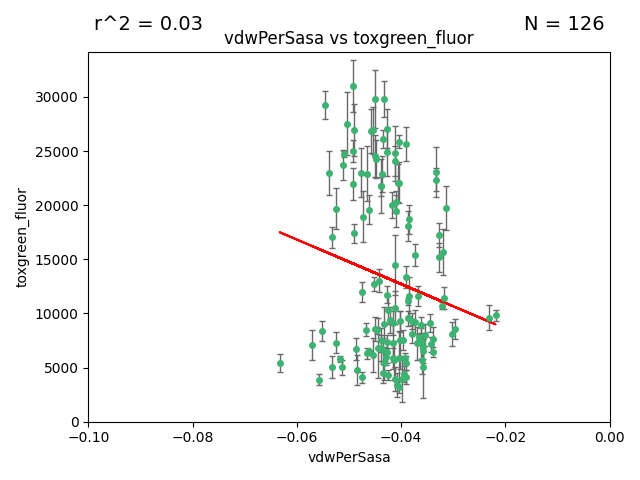 r^2 = 0.03
N = 126
vdwPerSasa vs toxgreen_fluor
30000
25000
20000
15000
10000
5000
0
toxgreen_fluor
−0.10
−0.08
−0.06
−0.04
−0.02
0.00
vdwPerSasa